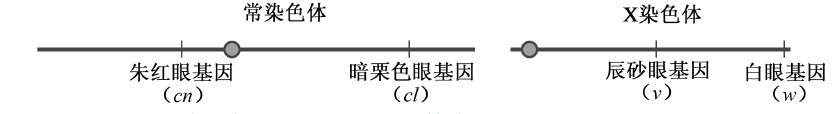 常染色体
X染色体
朱红眼基因
(cn)
暗栗色眼基因
(cl)
辰砂眼基因
(v)
白眼基因
(w)